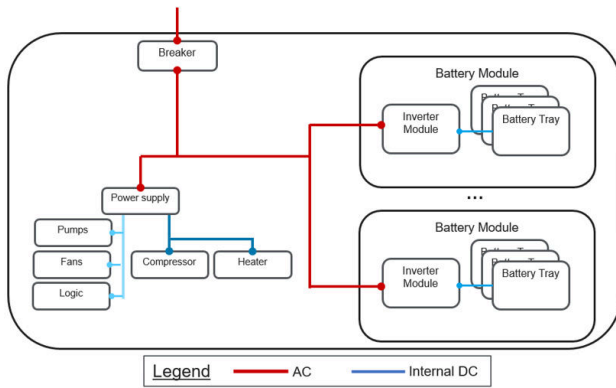 Breaker
Battery Module
Inverter
Module
Battery Tray
...
Power supply
Pumps
Fans
Logic
Compressor
Heater
Battery Module
Inverter
Module
Battery Tray
Legend
AC
Internal DC